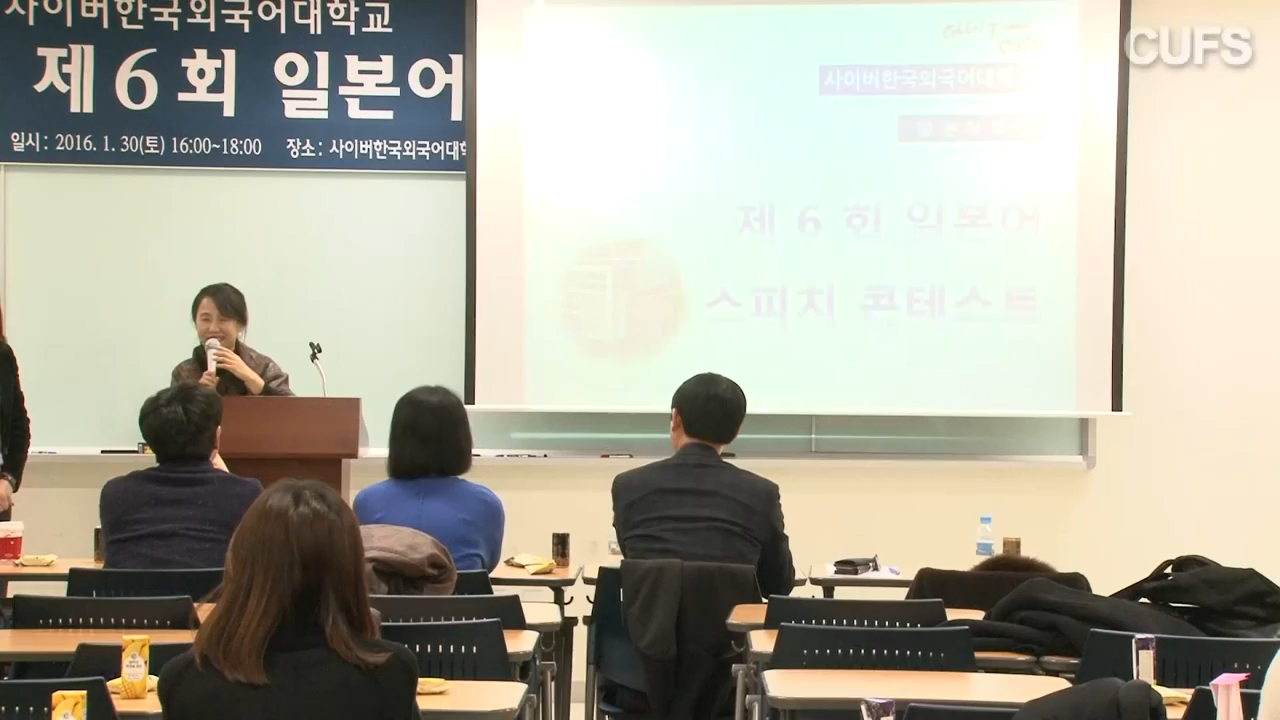 사이버한국외국어대학교
제6회 일본어
일시: 2016. 1. 30(토) 16:00~18:00 장소: 사이버한국외국어대학
CUFS
사이버한국외국어대
제 6 회 일본어
스피치 콘테스트